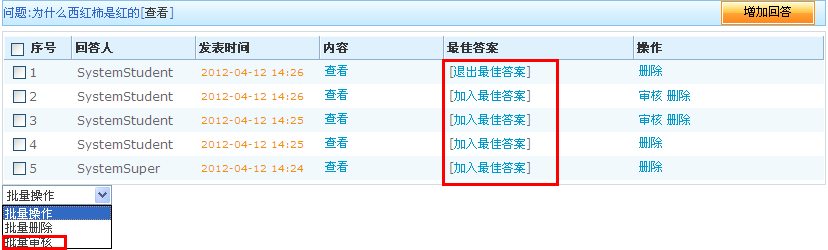 问题:为什么西红柿是红的[查看] 增加回答
序号 回答人 发表时间 内容 最佳答案 操作
1 SystemStudent 2012-04-12 14:26 查看 [退出最佳答案] 删除
2 SystemStudent 2012-04-12 14:26 查看 [加入最佳答案] 审核 删除
3 SystemStudent 2012-04-12 14:25 查看 [加入最佳答案] 审核 删除
4 SystemStudent 2012-04-12 14:25 查看 [加入最佳答案] 删除
5 SystemSuper 2012-04-12 14:24 查看 [加入最佳答案] 删除
批量操作
批量操作
批量删除
批量审核